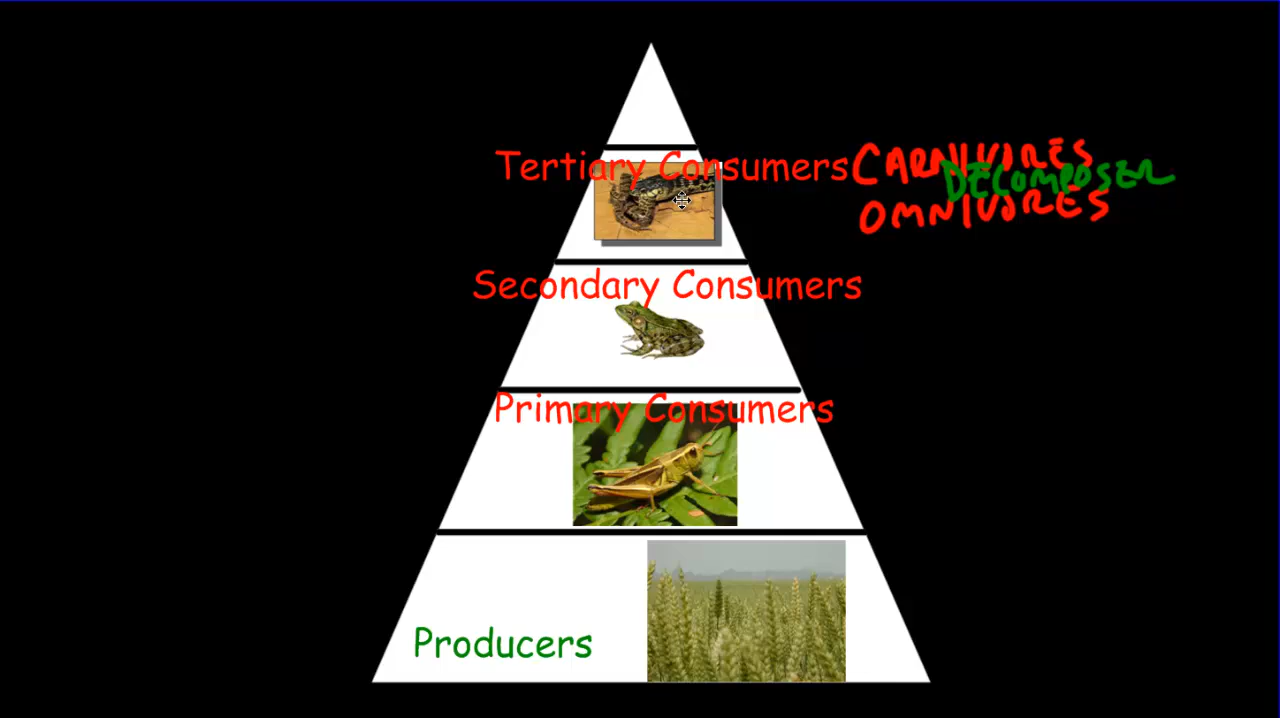 Tertiary Consumers
CARNIVORES
DECOMPOSER
OMNIVORES
Secondary Consumers
Primary Consumers
Producers